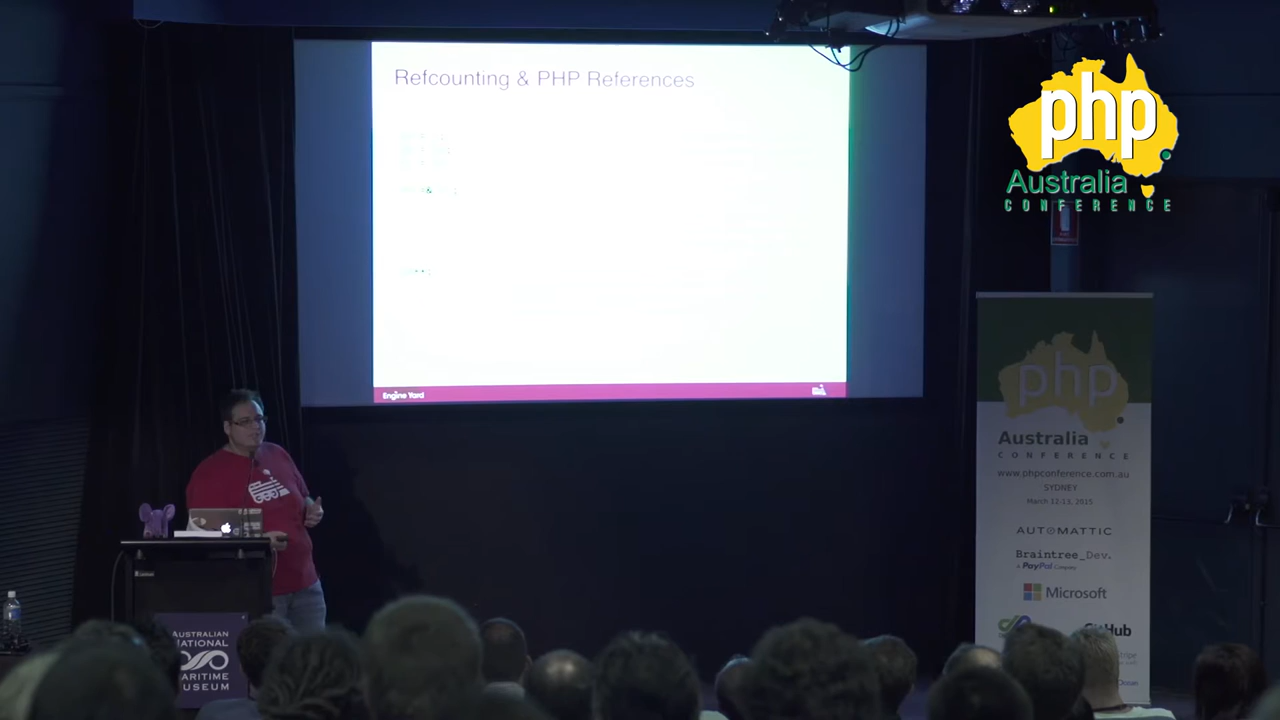 Refcounting & PHP References
&
Engine Yard
php
Australia
CONFERENCE
php
Australia
CONFERENCE
www.phpconference.com.au
SYDNEY
March 12-13, 2015
AUTOMATTIC
Braintree_Dev.
A PayPal Company
Microsoft
GitHub
AUSTRALIAN
NATIONAL
MARITIME
MUSEUM